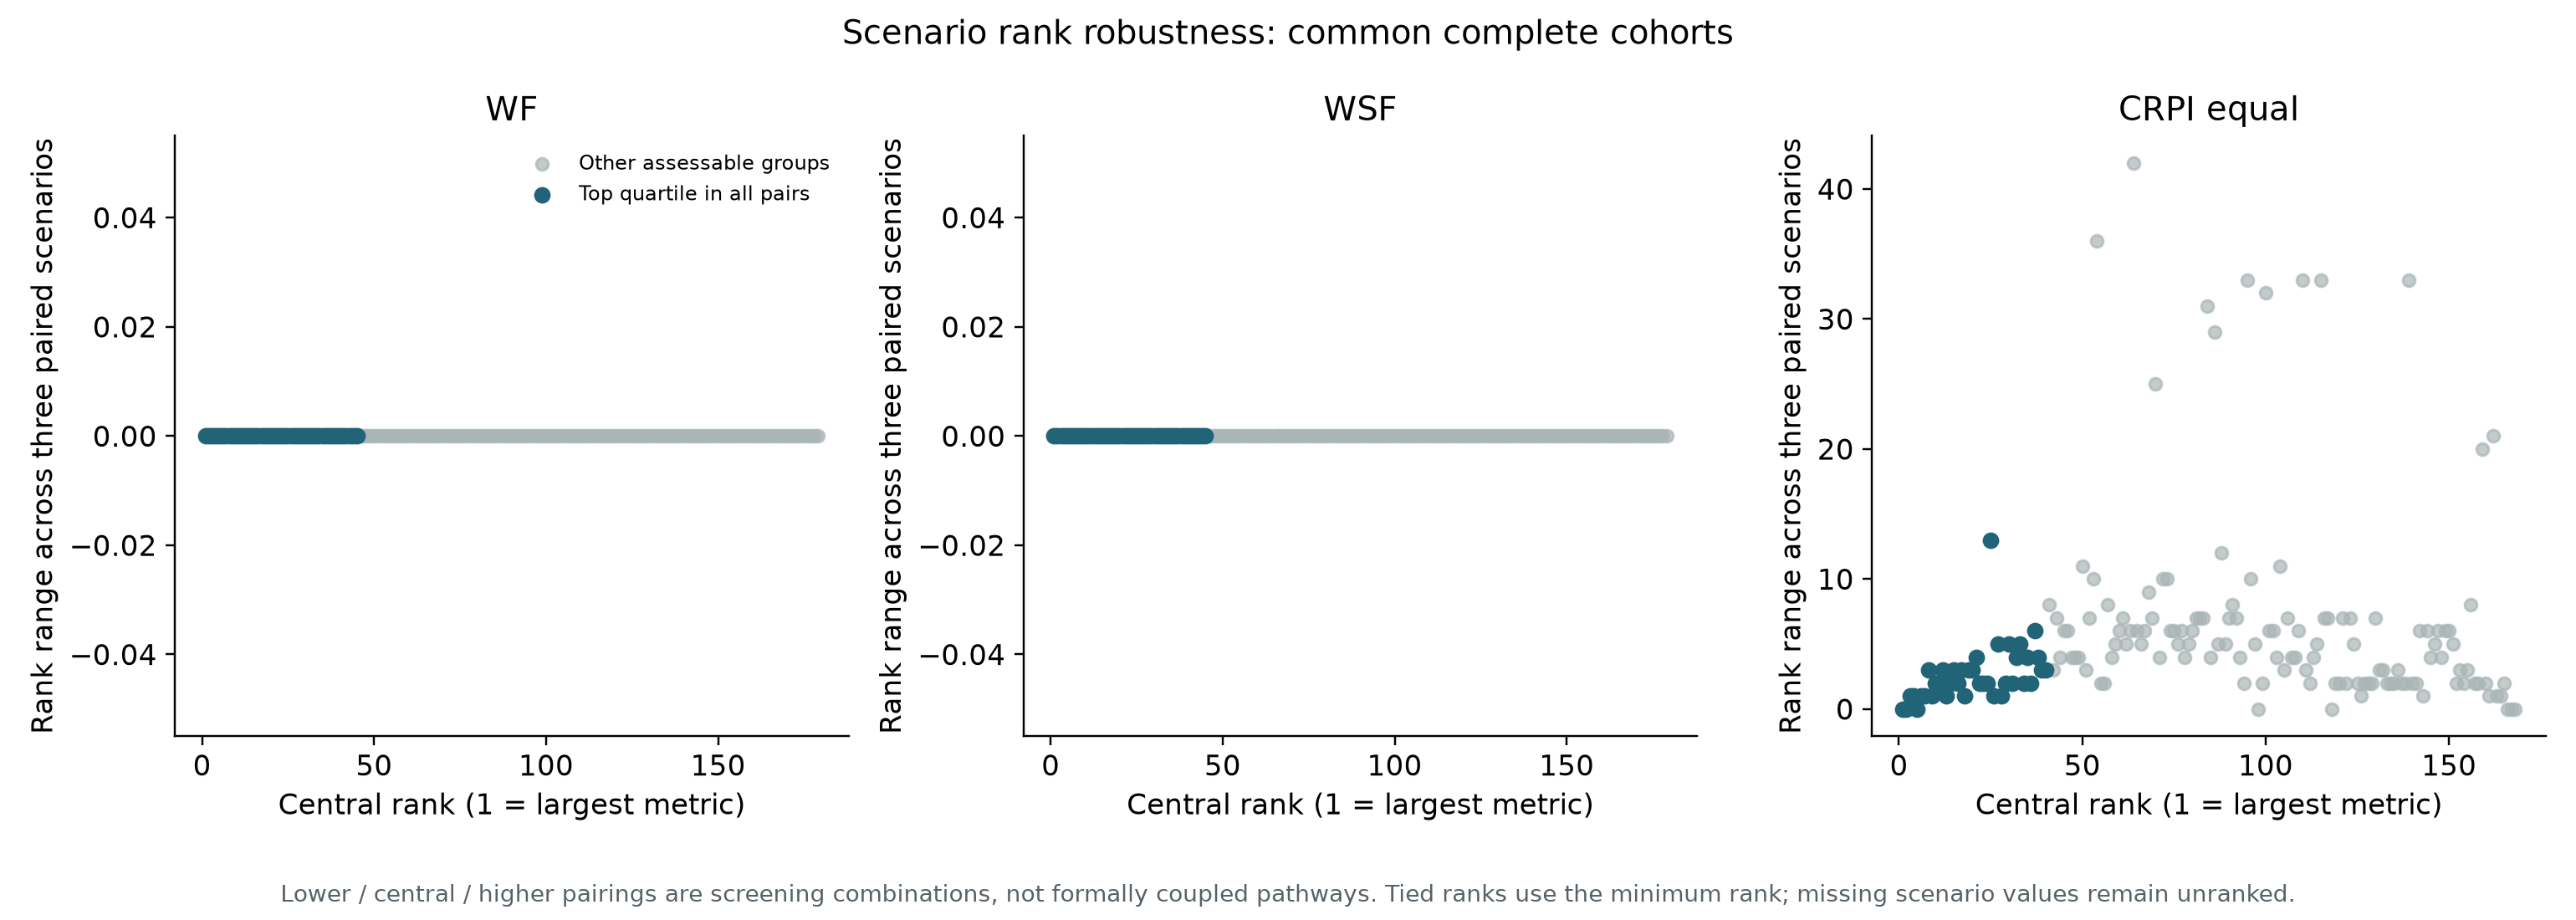 Scenario rank robustness: common complete cohorts
WF
Rank range across three paired scenarios
0.04
0.02
0.00
−0.02
−0.04
Other assessable groups
Top quartile in all pairs
0
50
100
150
Central rank (1 = largest metric)
WSF
Rank range across three paired scenarios
0.04
0.02
0.00
−0.02
−0.04
0
50
100
150
Central rank (1 = largest metric)
CRPI equal
Rank range across three paired scenarios
40
30
20
10
0
0
50
100
150
Central rank (1 = largest metric)
Lower / central / higher pairings are screening combinations, not formally coupled pathways. Tied ranks use the minimum rank; missing scenario values remain unranked.